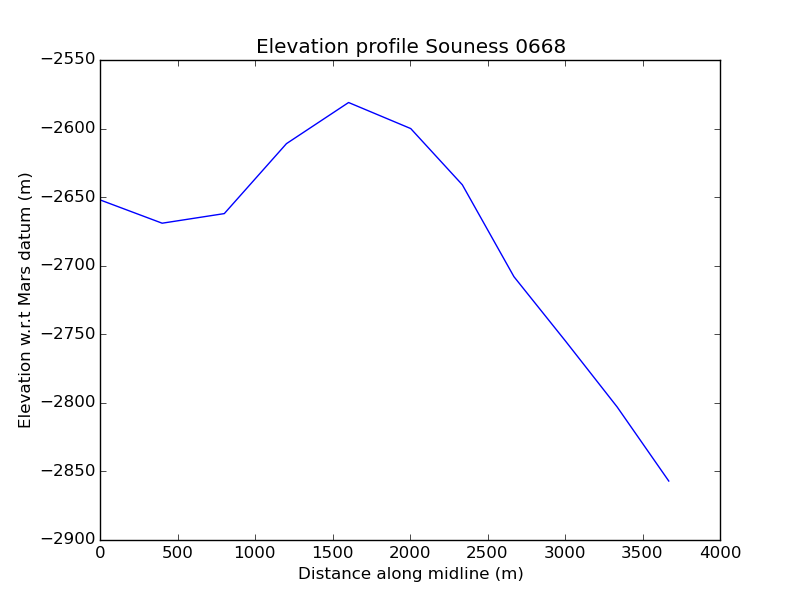 Elevation profile Souness 0668
Elevation w.r.t Mars datum (m)
−2550
−2600
−2650
−2700
−2750
−2800
−2850
−2900
0 500 1000 1500 2000 2500 3000 3500 4000
Distance along midline (m)